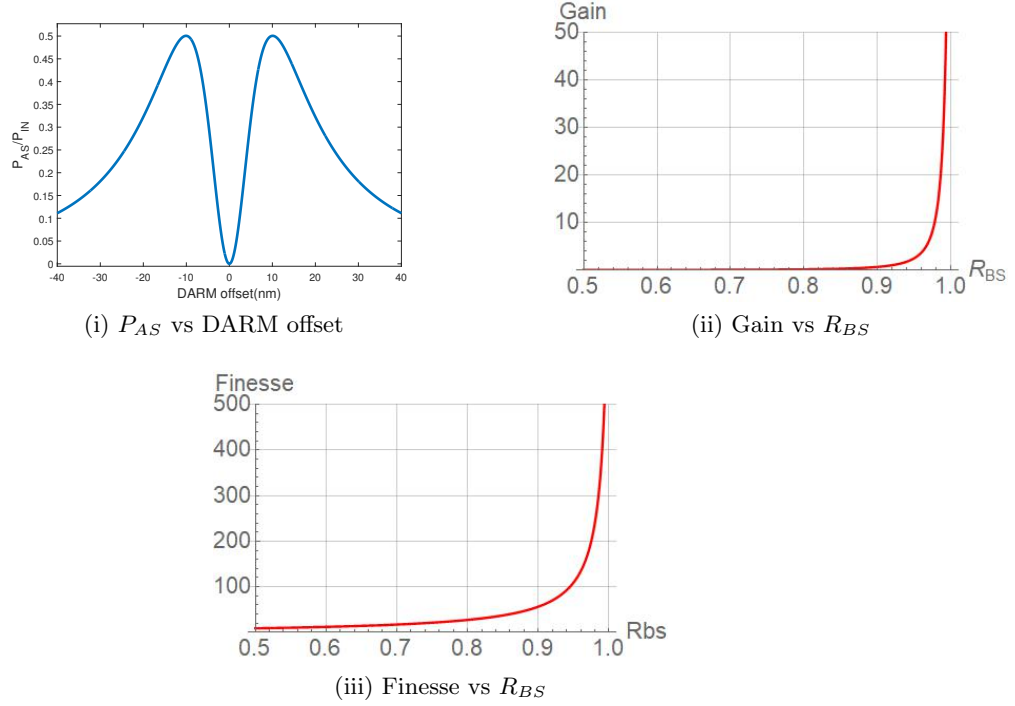 0.5
0.45
0.4
0.35
0.3
0.25
0.2
0.15
0.1
0.05
0
P_AS/P_IN
-40 -30 -20 -10 0 10 20 30 40
DARM offset(nm)
(i) P_AS vs DARM offset
Gain
50
40
30
20
10
0.5 0.6 0.7 0.8 0.9 1.0
R_BS
(ii) Gain vs R_BS
Finesse
500
400
300
200
100
0.5 0.6 0.7 0.8 0.9 1.0
Rbs
(iii) Finesse vs R_BS